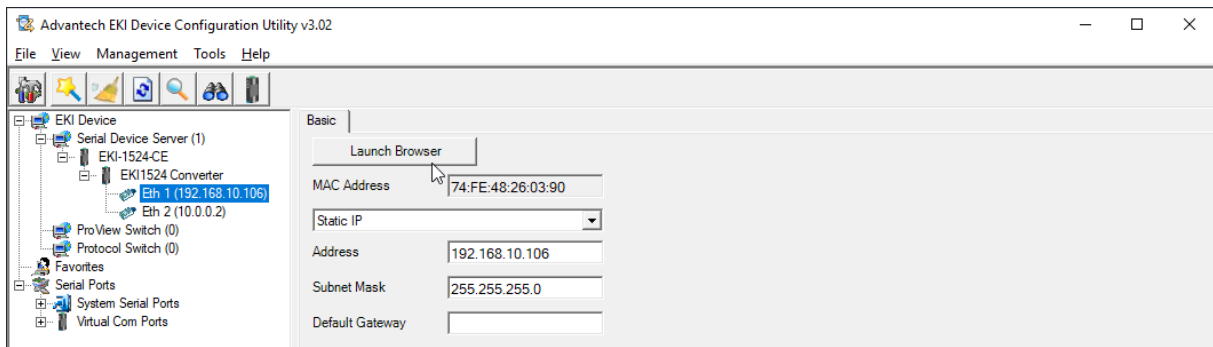 Advantech EKI Device Configuration Utility v3.02
File View Management Tools Help
EKI Device
Serial Device Server (1)
EKI-1524-CE
EKI1524 Converter
Eth 1 (192.168.10.106)
Eth 2 (10.0.0.2)
ProView Switch (0)
Protocol Switch (0)
Favorites
Serial Ports
System Serial Ports
Virtual Com Ports
Basic
Launch Browser
MAC Address 74:FE:48:26:03:90
Static IP
Address 192.168.10.106
Subnet Mask 255.255.255.0
Default Gateway